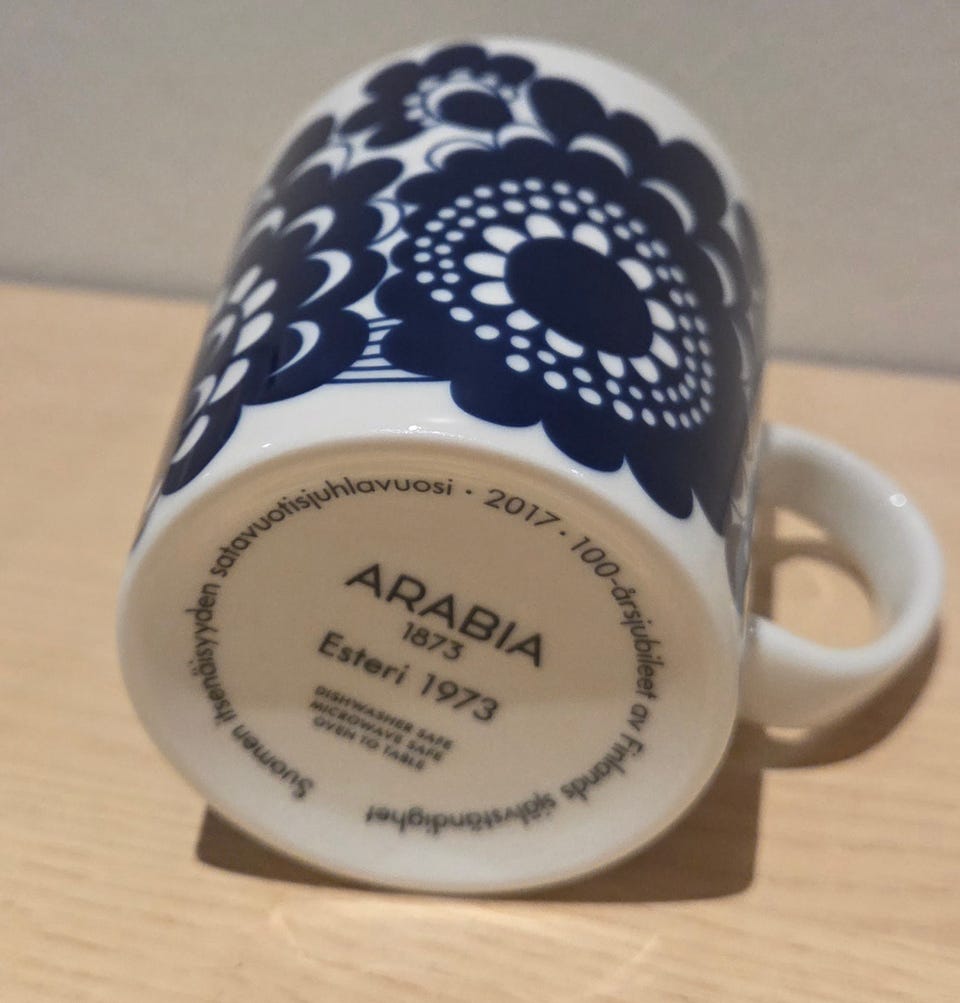 Suomen itsenäisyyden satavuotisjuhlavuosi · 2017 · 100-årsjubileet av Finlands självständighet
ARABIA
1873
Esteri 1973
DISHWASHER SAFE
MICROWAVE SAFE
OVEN TO TABLE